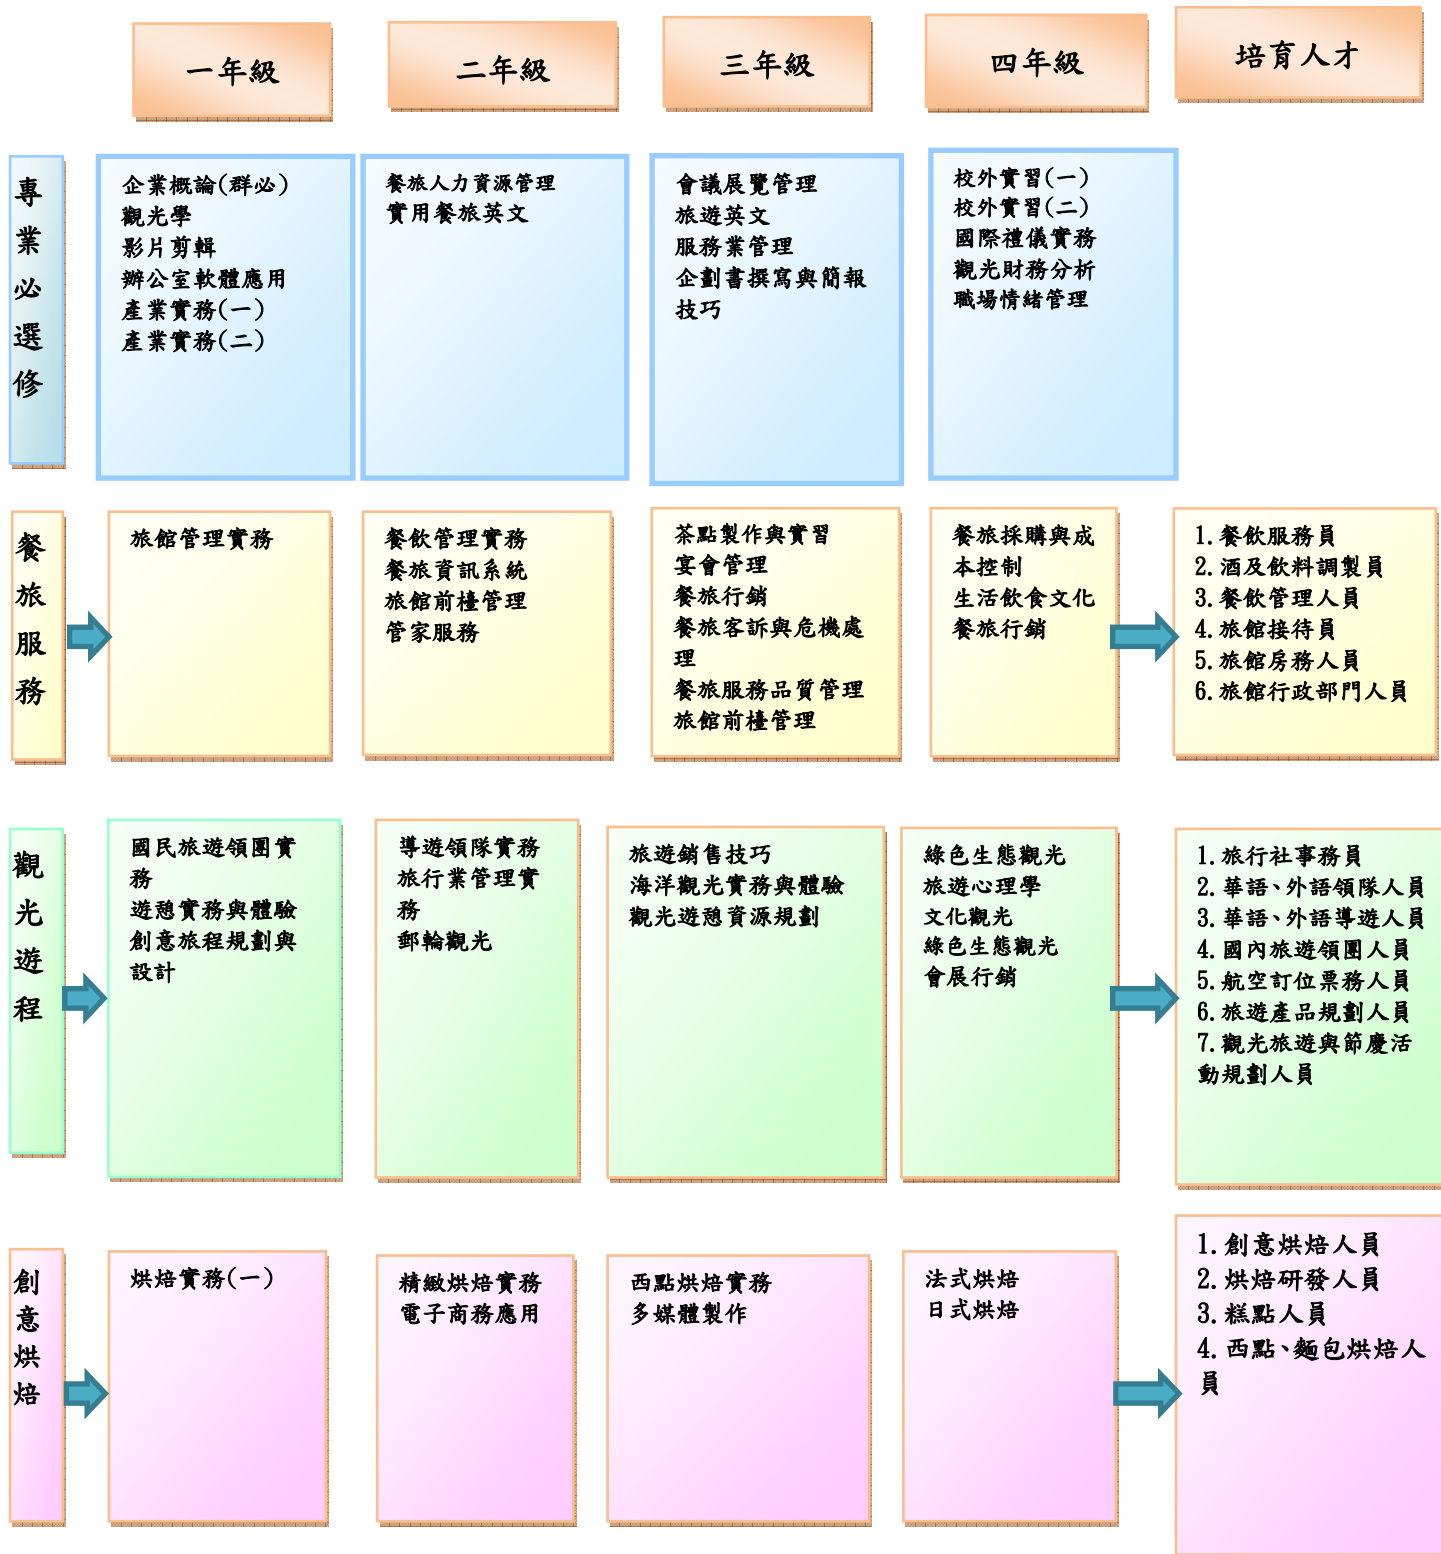 一年級
二年級
三年級
四年級
培育人才
專業必選修
企業概論(群必)
觀光學
影片剪輯
辦公室軟體應用
產業實務(一)
產業實務(二)
餐旅人力資源管理
實用餐旅英文
會議展覽管理
旅遊英文
服務業管理
企劃書撰寫與簡報
技巧
校外實習(一)
校外實習(二)
國際禮儀實務
觀光財務分析
職場情緒管理
餐旅服務
旅館管理實務
餐飲管理實務
餐旅資訊系統
旅館前檯管理
管家服務
茶點製作與實習
宴會管理
餐旅行銷
餐旅客訴與危機處
理
餐旅服務品質管理
旅館前檯管理
餐旅採購與成
本控制
生活飲食文化
餐旅行銷
1.餐飲服務員
2.酒及飲料調製員
3.餐飲管理人員
4.旅館接待員
5.旅館房務人員
6.旅館行政部門人員
觀光遊程
國民旅遊領團實
務
遊憩實務與體驗
創意旅程規劃與
設計
導遊領隊實務
旅行業管理實
務
郵輪觀光
旅遊銷售技巧
海洋觀光實務與體驗
觀光遊憩資源規劃
綠色生態觀光
旅遊心理學
文化觀光
綠色生態觀光
會展行銷
1.旅行社事務員
2.華語、外語領隊人員
3.華語、外語導遊人員
4.國內旅遊領團人員
5.航空訂位票務人員
6.旅遊產品規劃人員
7.觀光旅遊與節慶活
動規劃人員
創意烘焙
烘焙實務(一)
精緻烘焙實務
電子商務應用
西點烘焙實務
多媒體製作
法式烘焙
日式烘焙
1.創意烘焙人員
2.烘焙研發人員
3.糕點人員
4.西點、麵包烘焙人
員